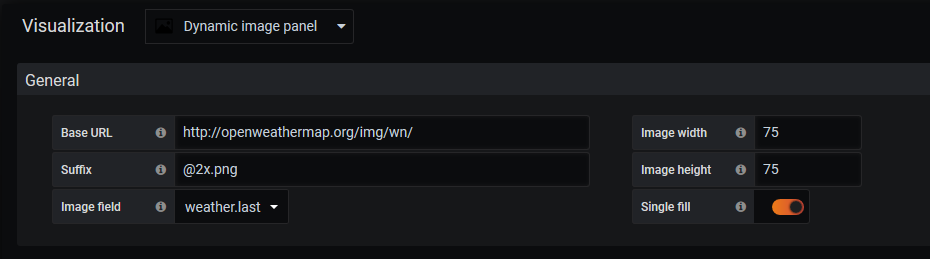 Visualization Dynamic image panel
General
Base URL http://openweathermap.org/img/wn/ Image width 75
Suffix @2x.png Image height 75
Image field weather.last Single fill